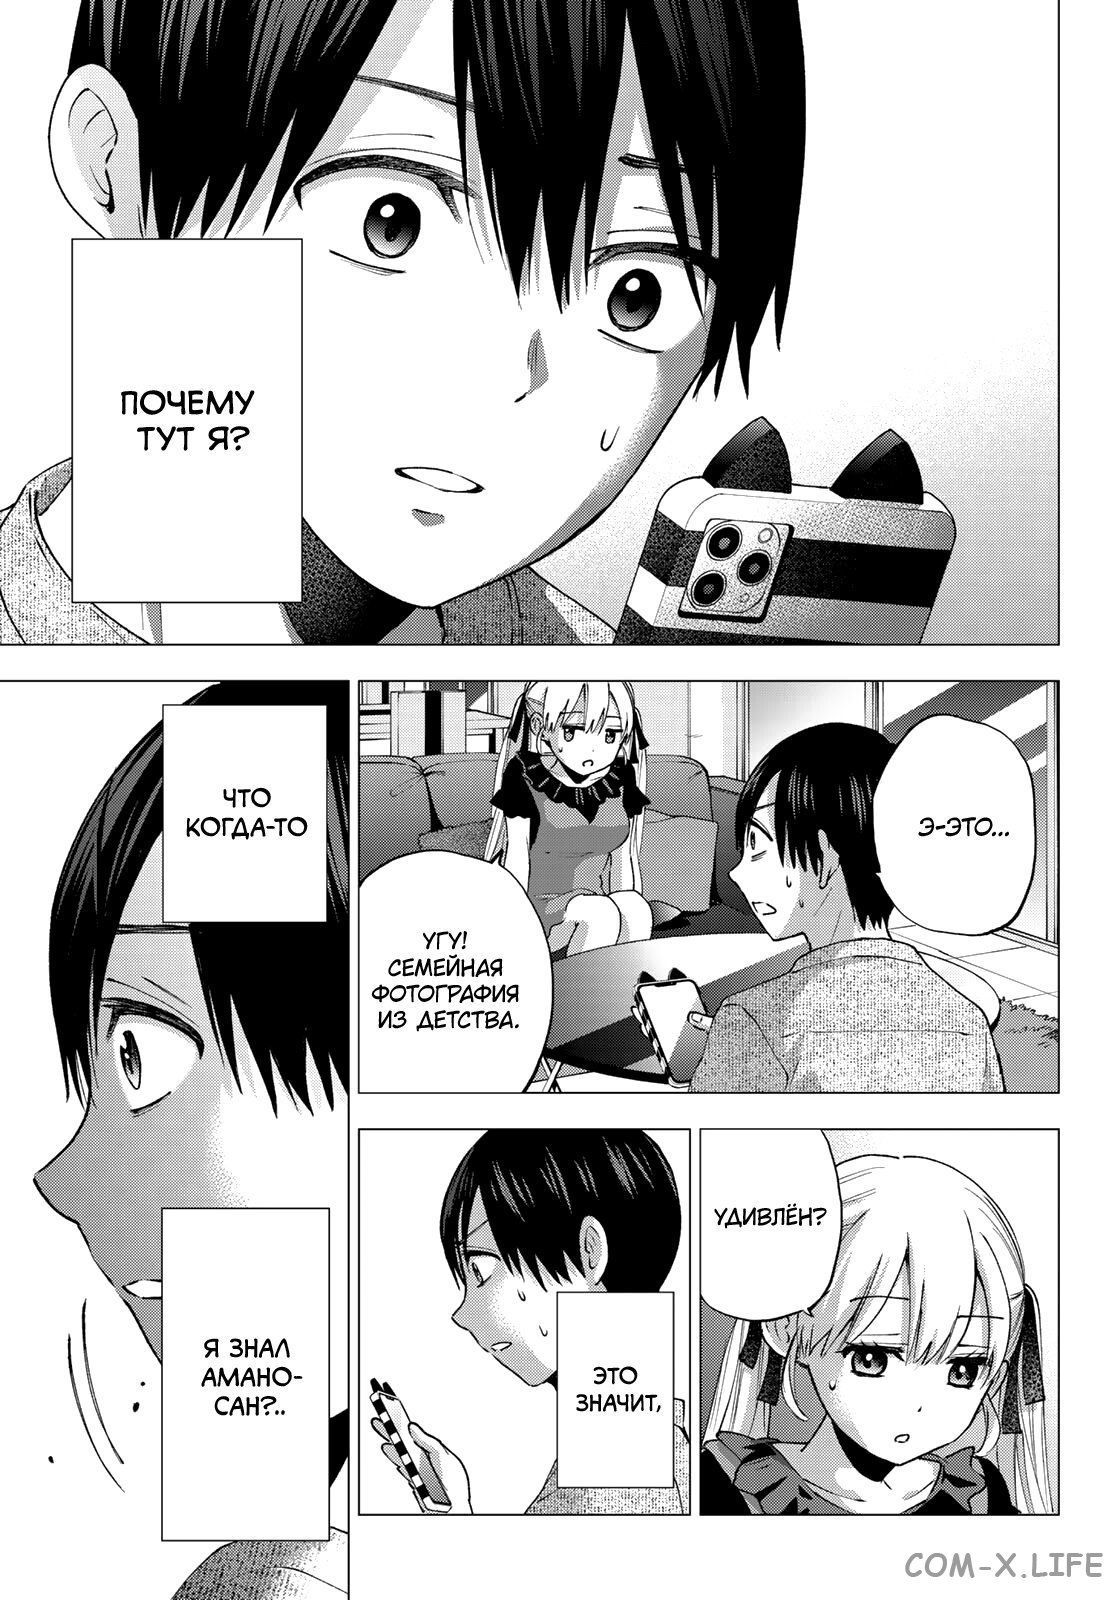 ПОЧЕМУ
ТУТ Я?
Э-ЭТО...
УГУ!
СЕМЕЙНАЯ
ФОТОГРАФИЯ
ИЗ ДЕТСТВА.
УДИВЛЁН?
ЭТО
ЗНАЧИТ,
ЧТО
КОГДА-ТО
Я ЗНАЛ
АМАНО-
САН?..
COM-X.LIFE